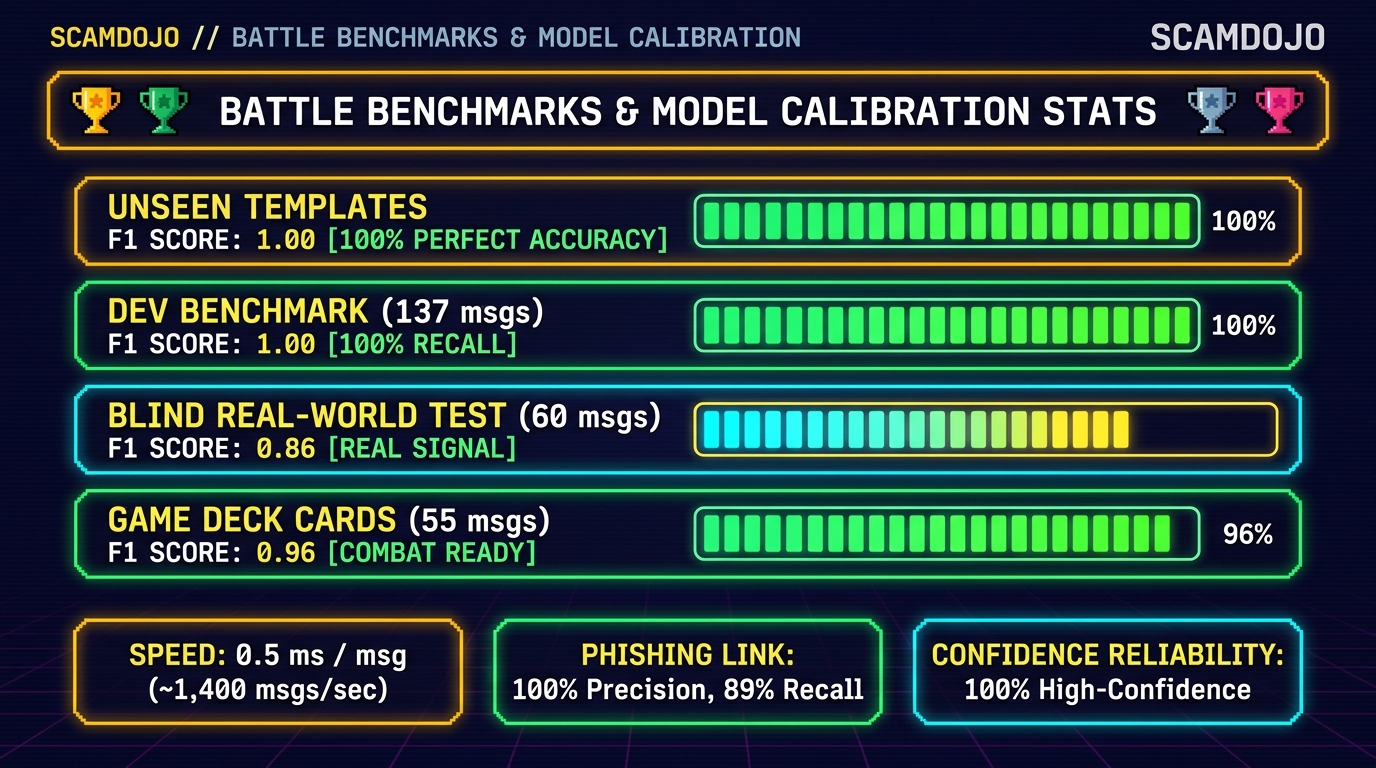 SCAMDOJO // BATTLE BENCHMARKS & MODEL CALIBRATION
SCAMDOJO
BATTLE BENCHMARKS & MODEL CALIBRATION STATS
UNSEEN TEMPLATES
F1 SCORE: 1.00 [100% PERFECT ACCURACY]
100%
DEV BENCHMARK (137 msgs)
F1 SCORE: 1.00 [100% RECALL]
100%
BLIND REAL-WORLD TEST (60 msgs)
F1 SCORE: 0.86 [REAL SIGNAL]
GAME DECK CARDS (55 msgs)
F1 SCORE: 0.96 [COMBAT READY]
96%
SPEED: 0.5 ms / msg
(~1,400 msgs/sec)
PHISHING LINK:
100% Precision, 89% Recall
CONFIDENCE RELIABILITY:
100% High-Confidence